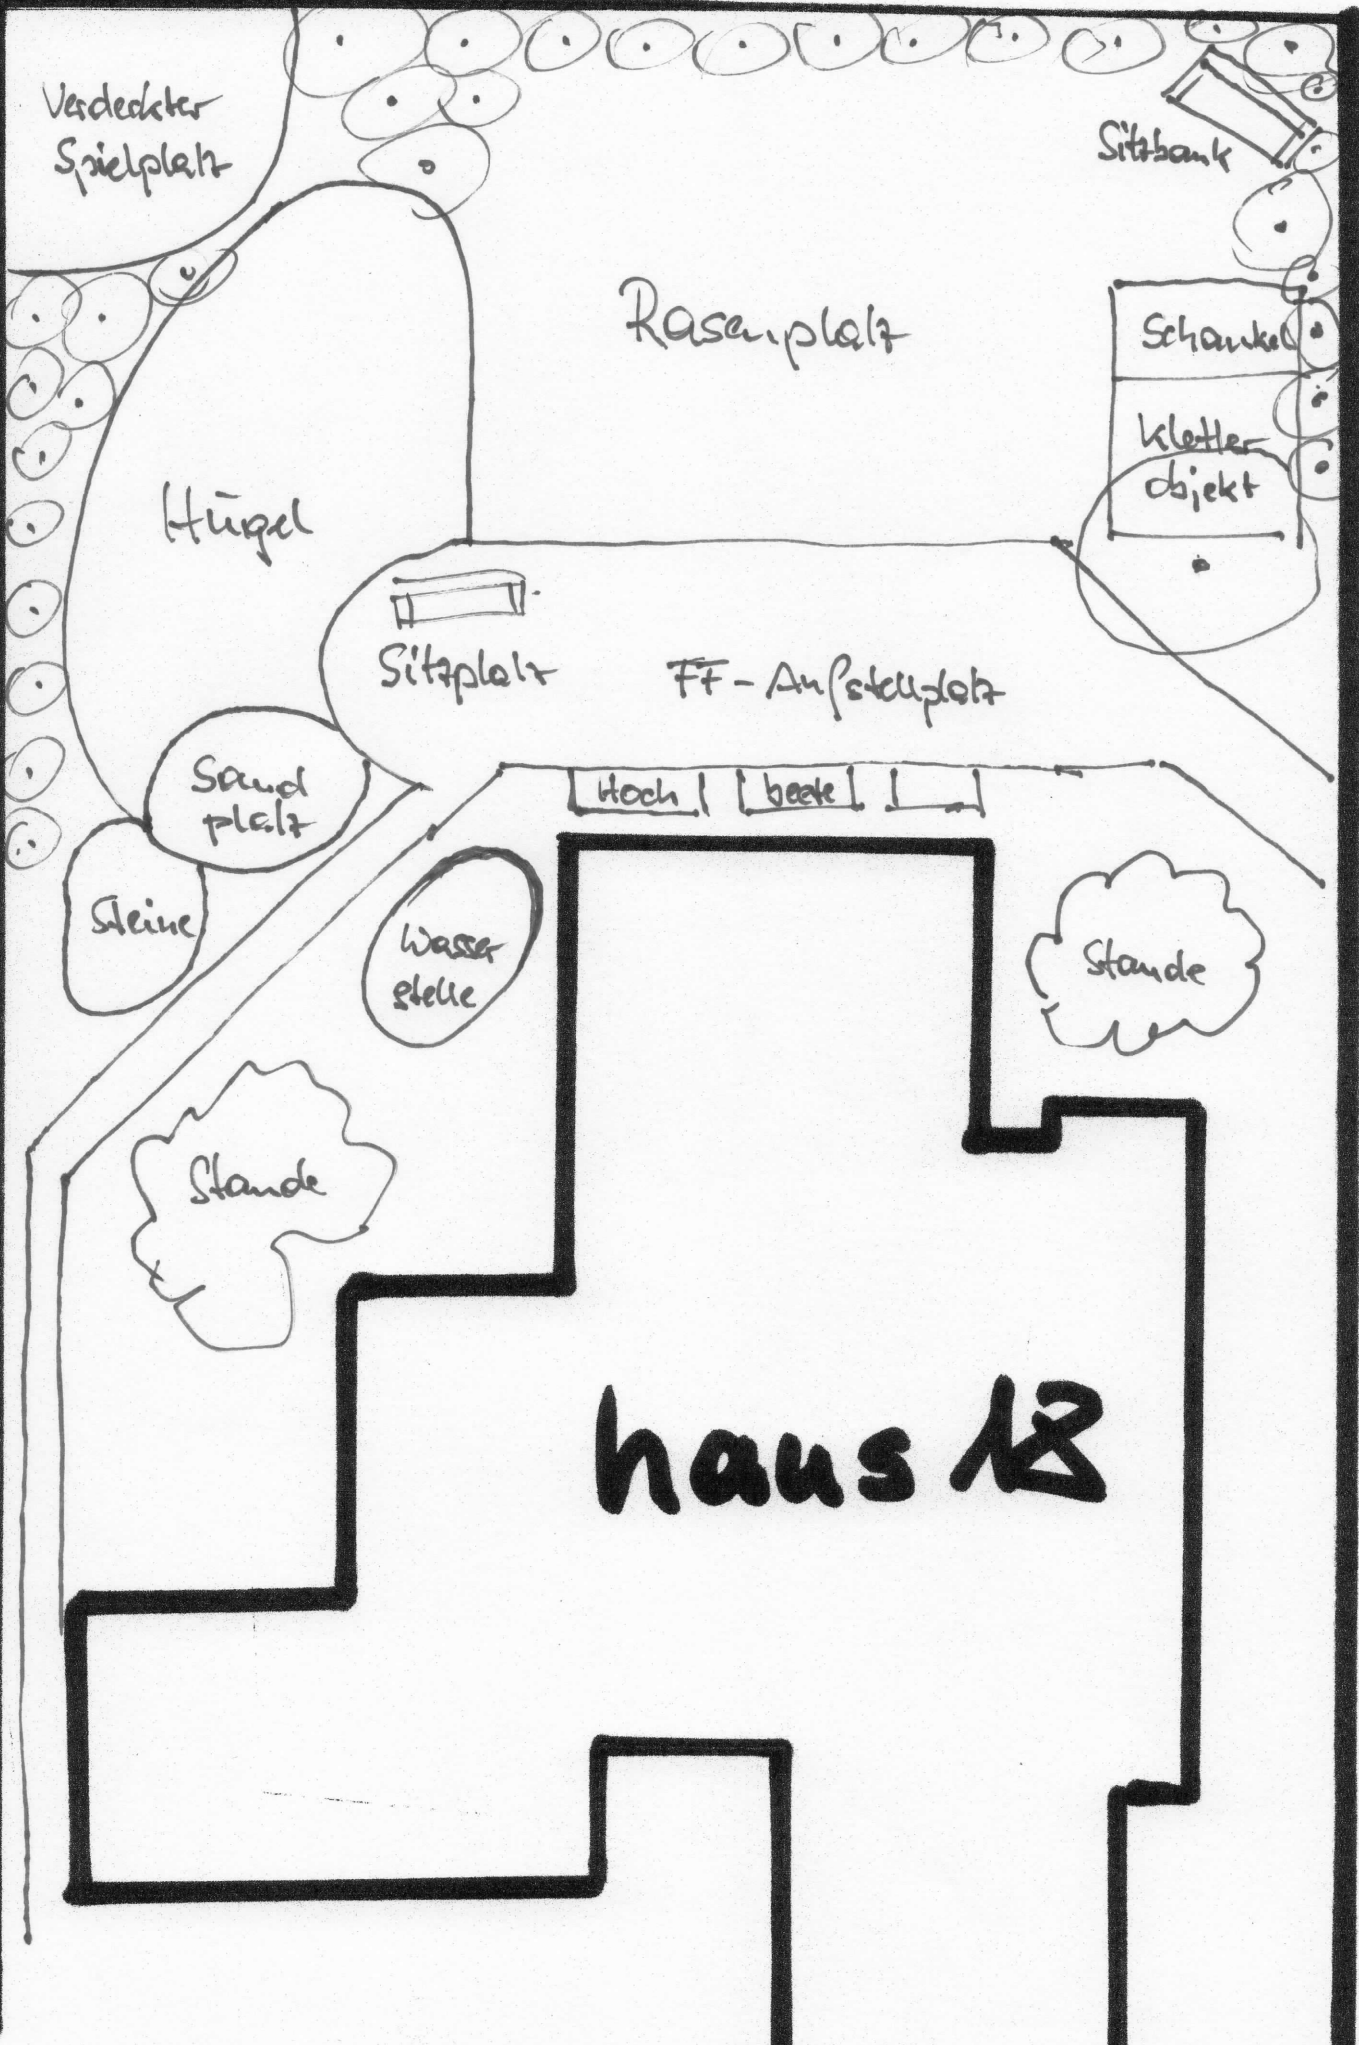 Verdeckter
Spielplatz
Sitzbank
Rasenplatz
Schaukel
Kletter
objekt
Hügel
Sitzplatz
FF-Aufstellplatz
Sand
platz
Hoch
beete
Steine
Wasser
stelle
Staude
Staude
haus 18